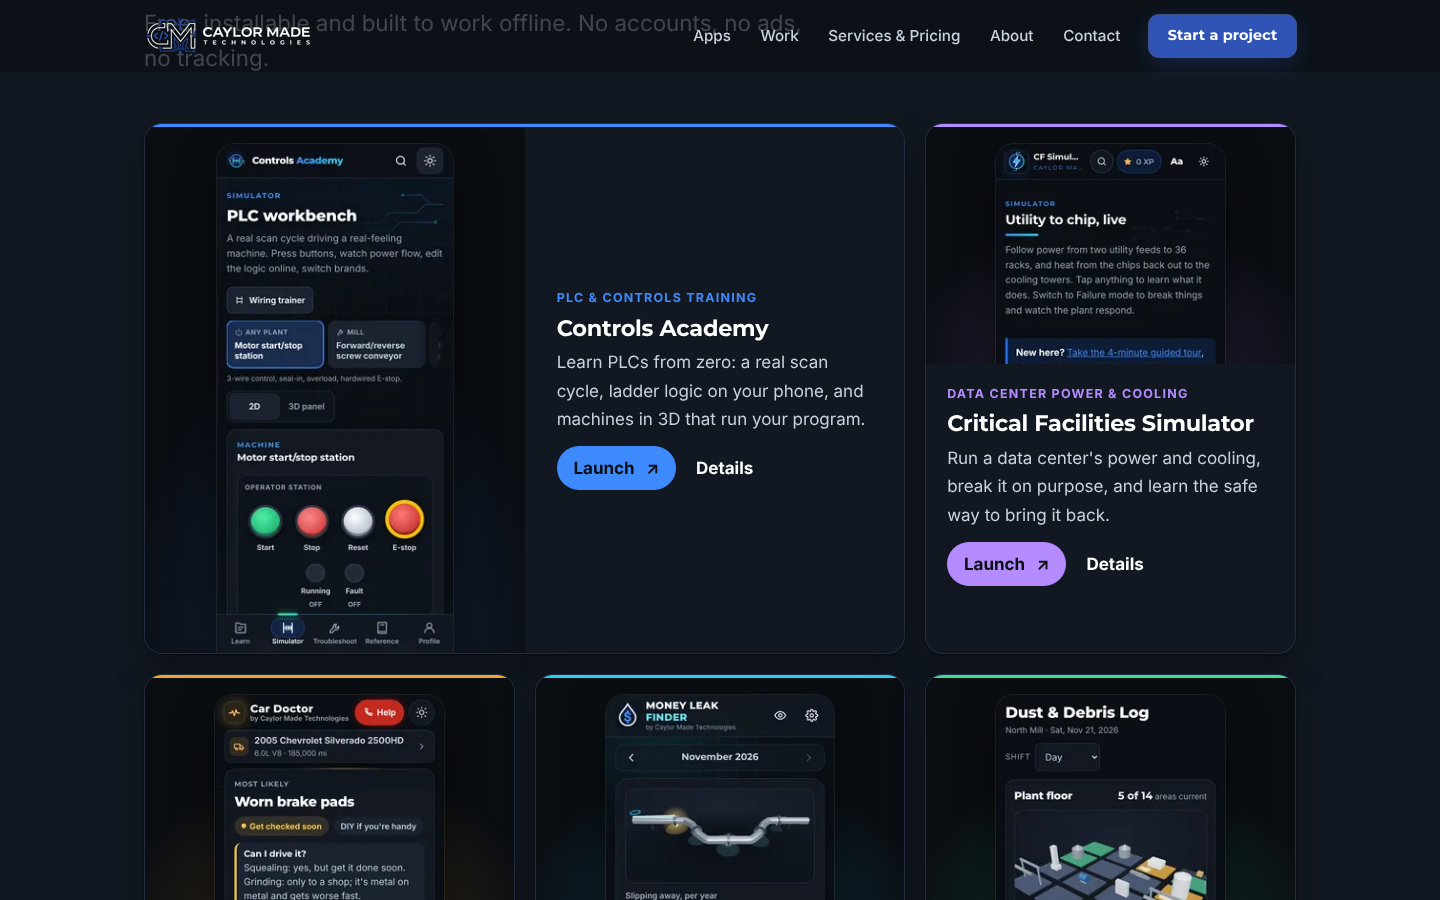 Free, installable and built to work offline. No accounts, no ads,
no tracking.
CM CAYLOR MADE
TECHNOLOGIES
Apps
Work
Services & Pricing
About
Contact
Start a project
Controls Academy
SIMULATOR
PLC workbench
A real scan cycle driving a real-feeling
machine. Press buttons, watch power flow, edit
the logic online, switch brands.
Wiring trainer
ANY PLANT
Motor start/stop
station
MILL
Forward/reverse
screw conveyor
3-wire control, seal-in, overload, hardwired E-stop.
2D
3D panel
MACHINE
Motor start/stop station
OPERATOR STATION
Start
Stop
Reset
E-stop
Running
OFF
Fault
OFF
Learn
Simulator
Troubleshoot
Reference
Profile
PLC & CONTROLS TRAINING
Controls Academy
Learn PLCs from zero: a real scan
cycle, ladder logic on your phone, and
machines in 3D that run your program.
Launch
Details
CF Simul...
CAYLOR MA...
0 XP
Aa
SIMULATOR
Utility to chip, live
Follow power from two utility feeds to 36
racks, and heat from the chips back out to the
cooling towers. Tap anything to learn what it
does. Switch to Failure mode to break things
and watch the plant respond.
New here? Take the 4-minute guided tour,
DATA CENTER POWER & COOLING
Critical Facilities Simulator
Run a data center's power and cooling,
break it on purpose, and learn the safe
way to bring it back.
Launch
Details
Car Doctor
by Caylor Made Technologies
Help
2005 Chevrolet Silverado 2500HD
6.0L V8 · 185,000 mi
MOST LIKELY
Worn brake pads
Get checked soon
DIY if you're handy
Can I drive it?
Squealing: yes, but get it done soon.
Grinding: only to a shop; it's metal on
metal and gets worse fast.
MONEY LEAK
FINDER
by Caylor Made Technologies
November 2026
Slipping away, per year
Dust & Debris Log
North Mill · Sat, Nov 21, 2026
SHIFT
Day
Plant floor
5 of 14 areas current